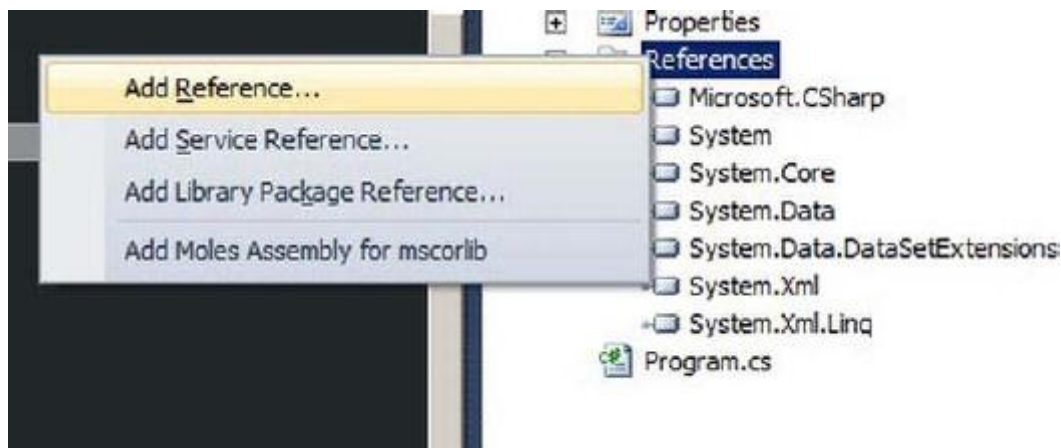 Properties
References
Microsoft.CSharp
System
System.Core
System.Data
System.Data.DataSetExtensions
System.Xml
System.Xml.Linq
Program.cs
Add Reference...
Add Service Reference...
Add Library Package Reference...
Add Moles Assembly for mscorlib